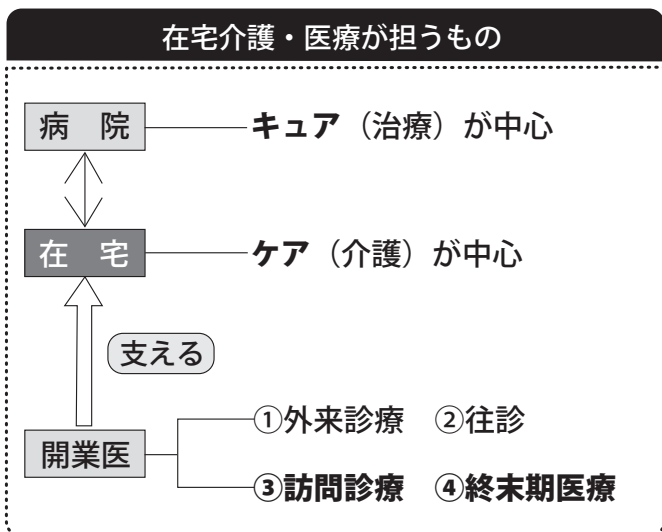 在宅介護・医療が担うもの
病　院 キュア（治療）が中心
在　宅 ケア（介護）が中心
支える
①外来診療　②往診
開業医
③訪問診療　④終末期医療